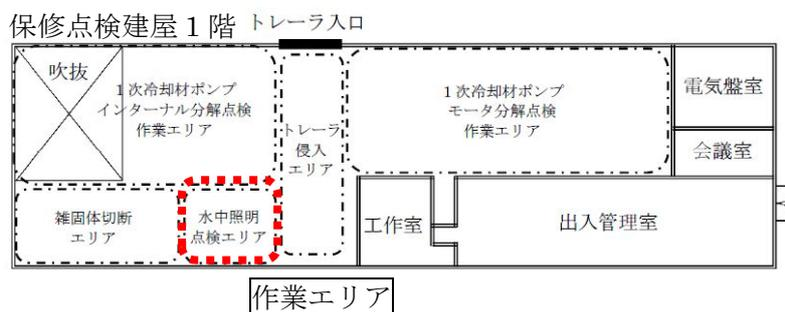 保修点検建屋１階
トレーラ入口
吹抜
１次冷却材ポンプ
インターナル分解点検
作業エリア
トレーラ
侵入
エリア
１次冷却材ポンプ
モータ分解点検
作業エリア
電気盤室
会議室
雑固体切断
エリア
水中照明
点検エリア
工作室
出入管理室
作業エリア